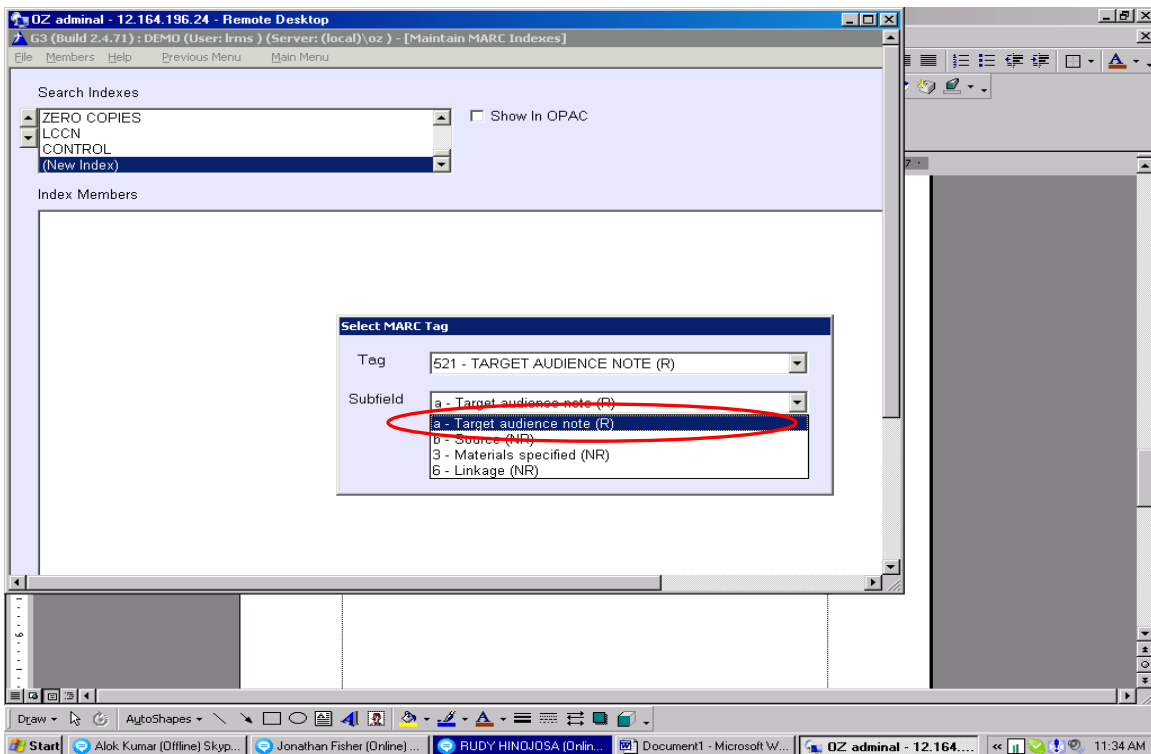 OZ adminal - 12.164.196.24 - Remote Desktop
G3 (Build 2.4.71) : DEMO (User: lrms ) (Server: (local)\oz ) - [Maintain MARC Indexes]
File Members Help Previous Menu Main Menu
Search Indexes
ZERO COPIES
LCCN
CONTROL
(New Index)
Show In OPAC
Index Members
Select MARC Tag
Tag
521 - TARGET AUDIENCE NOTE (R)
Subfield
a - Target audience note (R)
a - Target audience note (R)
b - Source (NR)
3 - Materials specified (NR)
6 - Linkage (NR)
7
6
Draw AutoShapes
Start
Alok Kumar (Offline) Skyp...
Jonathan Fisher (Online) ...
RUDY HINOJOSA (Onlin...
Document1 - Microsoft W...
OZ adminal - 12.164....
11:34 AM